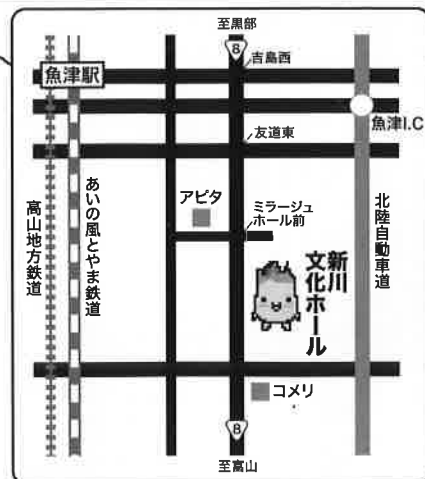 至黒部
8
吉島西
魚津駅
魚津I.C
友道東
アピタ
ミラージュ
ホール前
高山地方鉄道
あいの風とやま鉄道
北陸自動車道
新川
文化ホール
コメリ
8
至富山